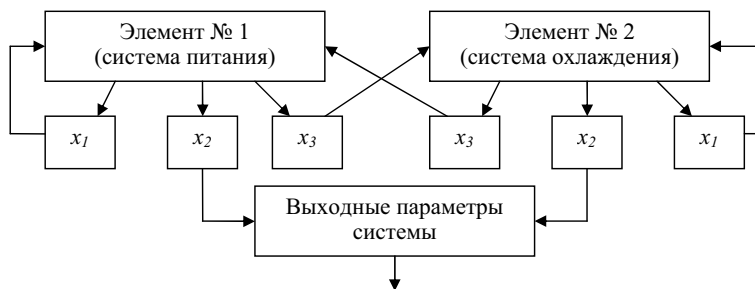 Элемент № 1
(система питания)
Элемент № 2
(система охлаждения)
x1
x2
x3
x3
x2
x1
Выходные параметры
системы